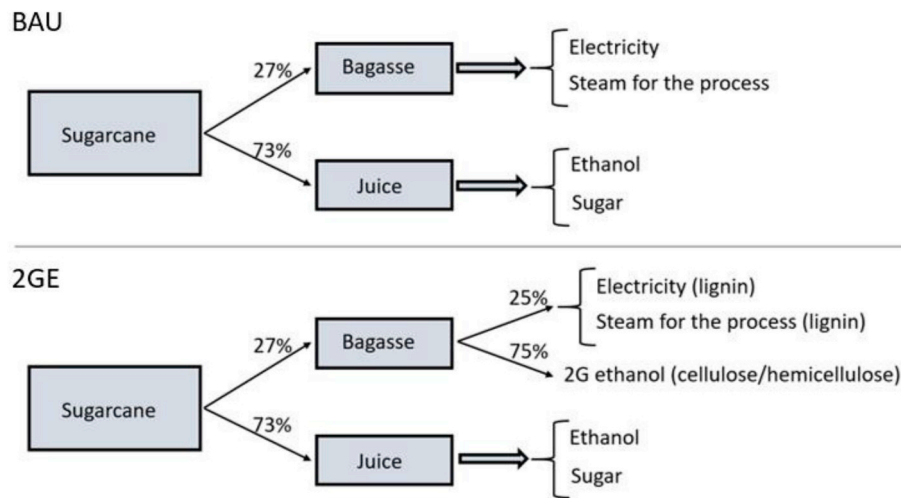 BAU
Sugarcane
27%
73%
Bagasse
Juice
Electricity
Steam for the process
Ethanol
Sugar
2GE
Sugarcane
27%
73%
Bagasse
Juice
25%
75%
Electricity (lignin)
Steam for the process (lignin)
2G ethanol (cellulose/hemicellulose)
Ethanol
Sugar